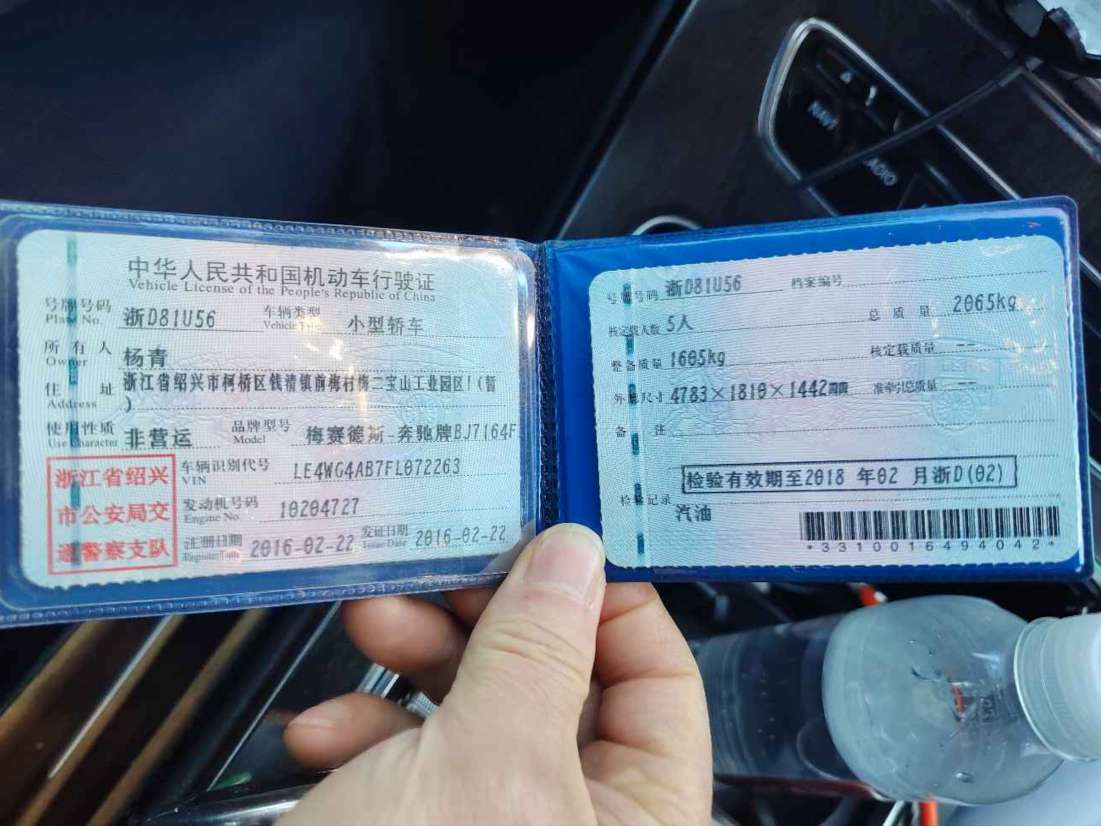 中华人民共和国机动车行驶证
Vehicle License of the People's Republic of China
号牌号码 浙D81U56 车辆类型 小型轿车
Plate No. Vehicle Type
所有人 杨青
Owner
住址 浙江省绍兴市柯桥区钱清镇前梅村梅二宝山工业园区1(暂
Address )
使用性质 非营运 品牌型号 梅赛德斯-奔驰牌BJ7164F
Use Character Model
浙江省绍兴
市公安局交
通警察支队
车辆识别代号 LE4WG4AB7FL072263
VIN
发动机号码 10204727
Engine No.
注册日期 2016-02-22 发证日期 2016-02-22
Register Date Issue Date
号牌号码 浙D81U56 档案编号
核定载人数 5人 总质量 2065kg
整备质量 1605kg 核定载质量 --
外廓尺寸 4783×1810×1442mm 准牵引总质量 --
备注
检验有效期至2018 年02 月浙D(02)
检验记录
汽油
*3310016494042*
NAVI
RADIO